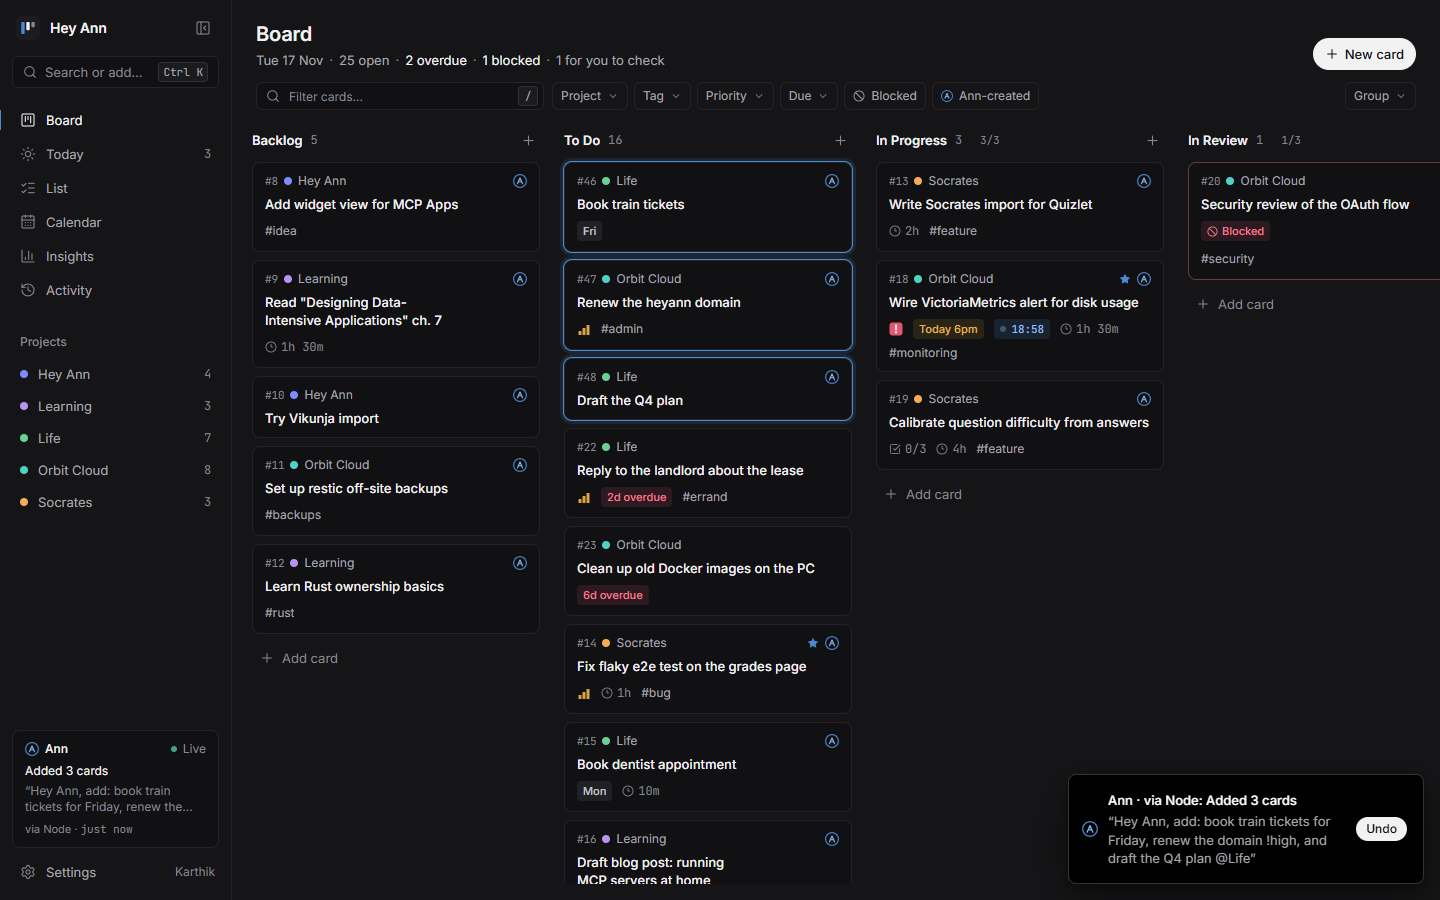 Hey Ann
Search or add... Ctrl K
Board
Today 3
List
Calendar
Insights
Activity
Projects
Hey Ann 4
Learning 3
Life 7
Orbit Cloud 8
Socrates 3
Ann Live
Added 3 cards
“Hey Ann, add: book train
tickets for Friday, renew the...
via Node · just now
Settings Karthik
Board
Tue 17 Nov · 25 open · 2 overdue · 1 blocked · 1 for you to check
New card
Filter cards... /
Project
Tag
Priority
Due
Blocked
Ann-created
Group
Backlog 5
#8 Hey Ann
Add widget view for MCP Apps
#idea
#9 Learning
Read "Designing Data-
Intensive Applications" ch. 7
1h 30m
#10 Hey Ann
Try Vikunja import
#11 Orbit Cloud
Set up restic off-site backups
#backups
#12 Learning
Learn Rust ownership basics
#rust
Add card
To Do 16
#46 Life
Book train tickets
Fri
#47 Orbit Cloud
Renew the heyann domain
#admin
#48 Life
Draft the Q4 plan
#22 Life
Reply to the landlord about the lease
2d overdue #errand
#23 Orbit Cloud
Clean up old Docker images on the PC
6d overdue
#14 Socrates
Fix flaky e2e test on the grades page
1h #bug
#15 Life
Book dentist appointment
Mon 10m
#16 Learning
Draft blog post: running
MCP servers at home
In Progress 3 3/3
#13 Socrates
Write Socrates import for Quizlet
2h #feature
#18 Orbit Cloud
Wire VictoriaMetrics alert for disk usage
Today 6pm 18:58 1h 30m
#monitoring
#19 Socrates
Calibrate question difficulty from answers
0/3 4h #feature
Add card
In Review 1 1/3
#20 Orbit Cloud
Security review of the OAuth flow
Blocked
#security
Add card
Ann · via Node: Added 3 cards
“Hey Ann, add: book train tickets for
Friday, renew the domain !high, and
draft the Q4 plan @Life”
Undo